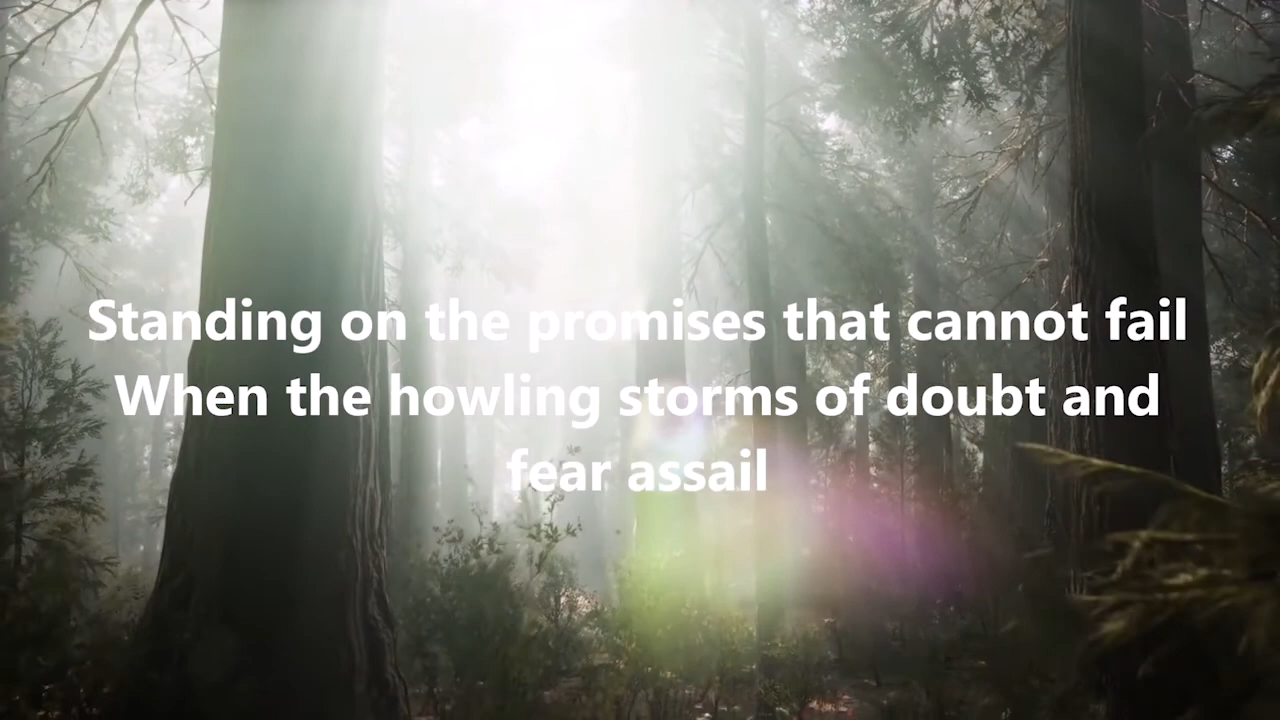 Standing on the promises that cannot fail
When the howling storms of doubt and
fear assail